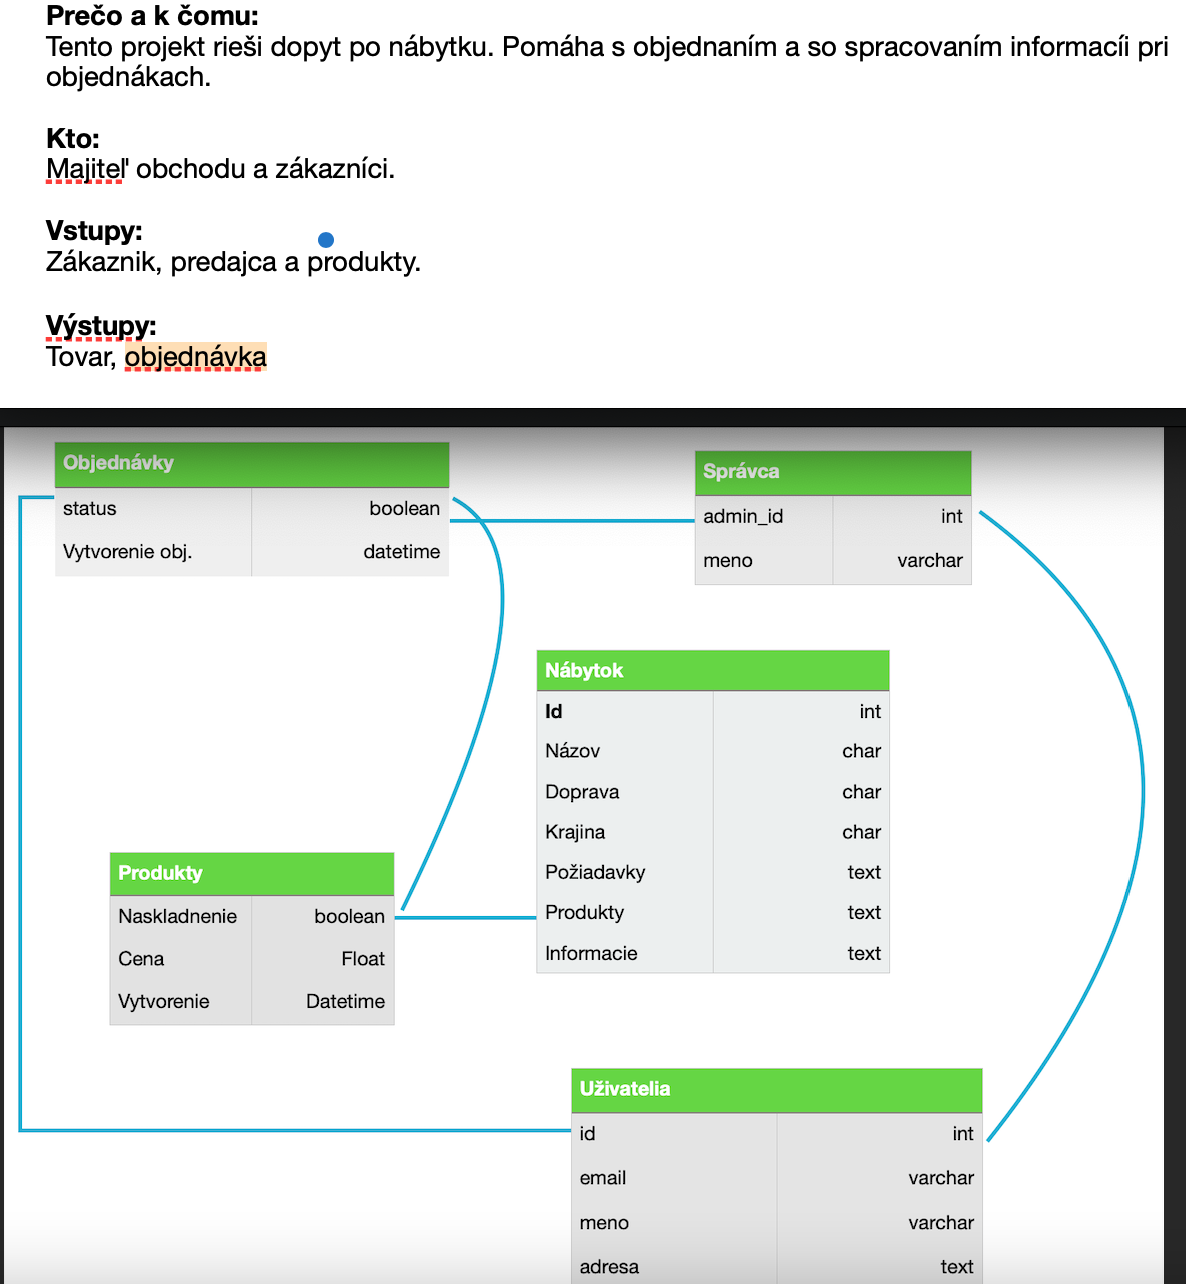 Prečo a k čomu:
Tento projekt rieši dopyt po nábytku. Pomáha s objednaním a so spracovaním informacíi pri
objednákach.
Kto:
Majiteľ obchodu a zákazníci.
Vstupy:
Zákaznik, predajca a produkty.
Výstupy:
Tovar, objednávka
Objednávky
status boolean
Vytvorenie obj. datetime
Správca
admin_id int
meno varchar
Nábytok
Id int
Názov char
Doprava char
Krajina char
Požiadavky text
Produkty text
Informacie text
Produkty
Naskladnenie boolean
Cena Float
Vytvorenie Datetime
Uživatelia
id int
email varchar
meno varchar
adresa text